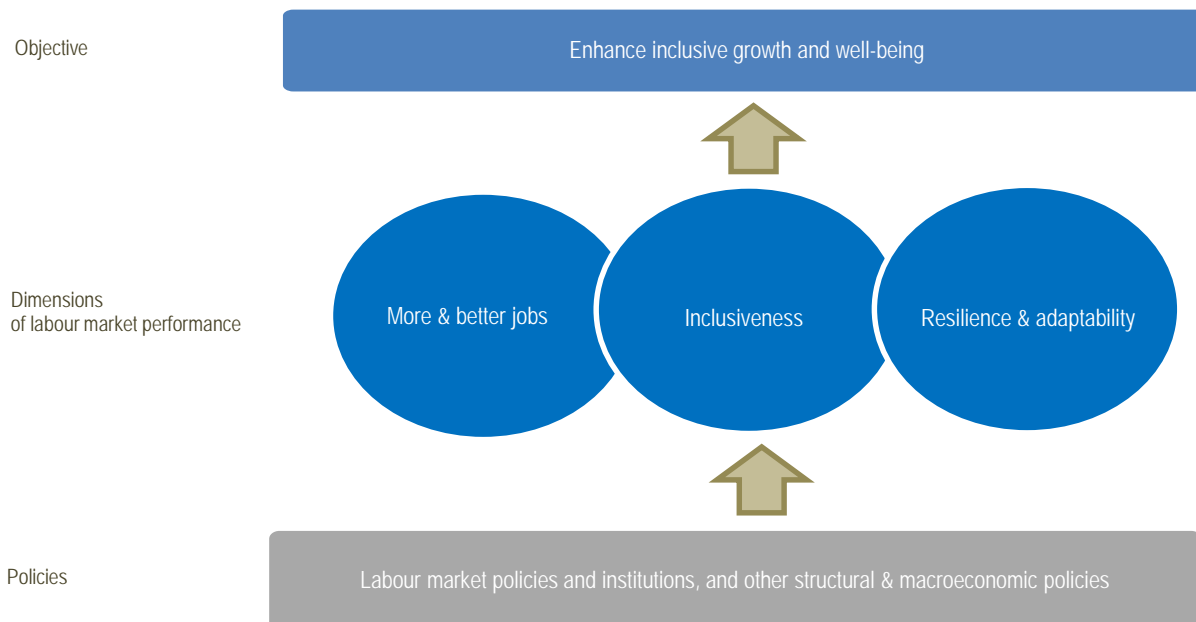 Objective
Enhance inclusive growth and well-being
Dimensions
of labour market performance
More & better jobs
Inclusiveness
Resilience & adaptability
Policies
Labour market policies and institutions, and other structural & macroeconomic policies